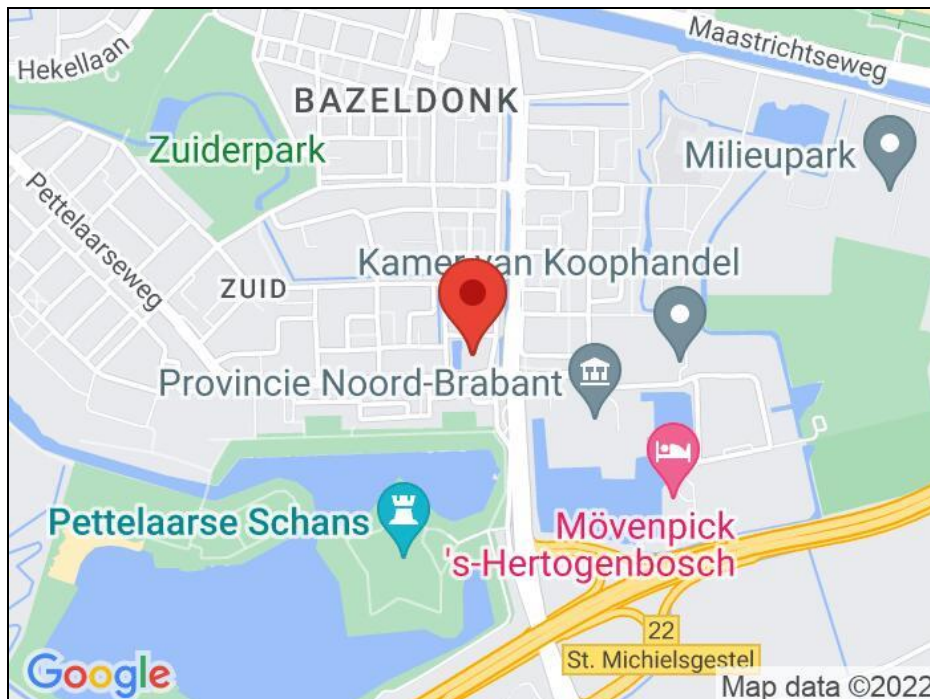 Maastrichtseweg
Hekellaan
BAZELDONK
Zuiderpark
Milieupark
Pettelaarseweg
Kamer van Koophandel
ZUID
Provincie Noord-Brabant
Pettelaarse Schans
Mövenpick
's-Hertogenbosch
22
St. Michielsgestel
Google
Map data ©2022